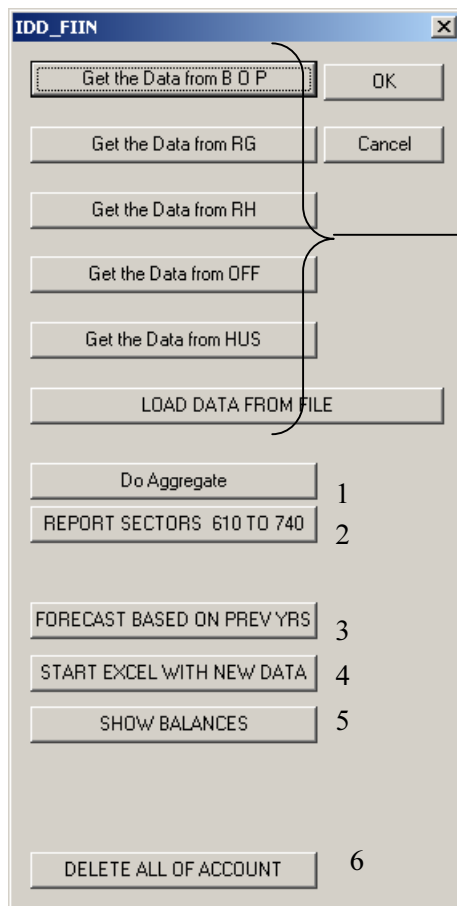 IDD_FIIN
Get the Data from B O P
OK
Get the Data from RG
Cancel
Get the Data from RH
Get the Data from OFF
Get the Data from HUS
LOAD DATA FROM FILE
Do Aggregate
1
REPORT SECTORS 610 TO 740
2
FORECAST BASED ON PREV YRS
3
START EXCEL WITH NEW DATA
4
SHOW BALANCES
5
DELETE ALL OF ACCOUNT
6